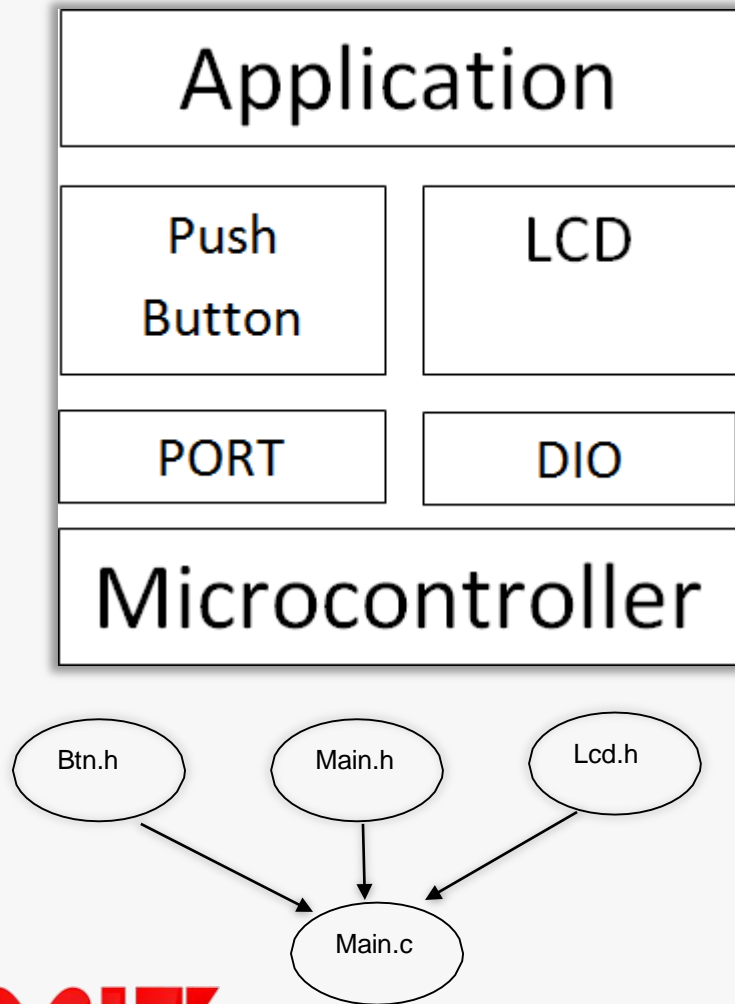 Application
Push
Button
LCD
PORT
DIO
Microcontroller
Btn.h
Main.h
Lcd.h
Main.c